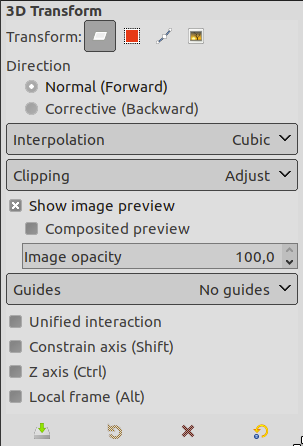 3D Transform
Transform:
Direction
Normal (Forward)
Corrective (Backward)
Interpolation Cubic
Clipping Adjust
Show image preview
Composited preview
Image opacity 100,0
Guides No guides
Unified interaction
Constrain axis (Shift)
Z axis (Ctrl)
Local frame (Alt)